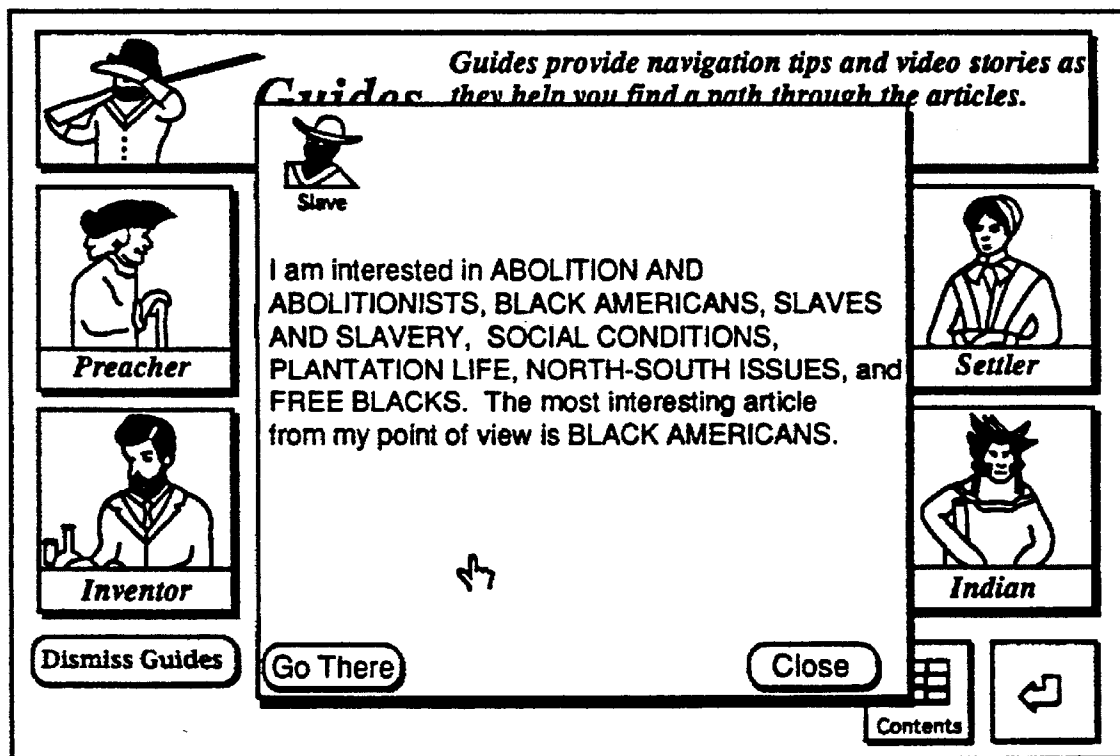 Guides
Guides provide navigation tips and video stories as
they help you find a path through the articles.
Slave
I am interested in ABOLITION AND
ABOLITIONISTS, BLACK AMERICANS, SLAVES
AND SLAVERY, SOCIAL CONDITIONS,
PLANTATION LIFE, NORTH-SOUTH ISSUES, and
FREE BLACKS. The most interesting article
from my point of view is BLACK AMERICANS.
Preacher
Settler
Inventor
Indian
Dismiss Guides
Go There
Close
Contents